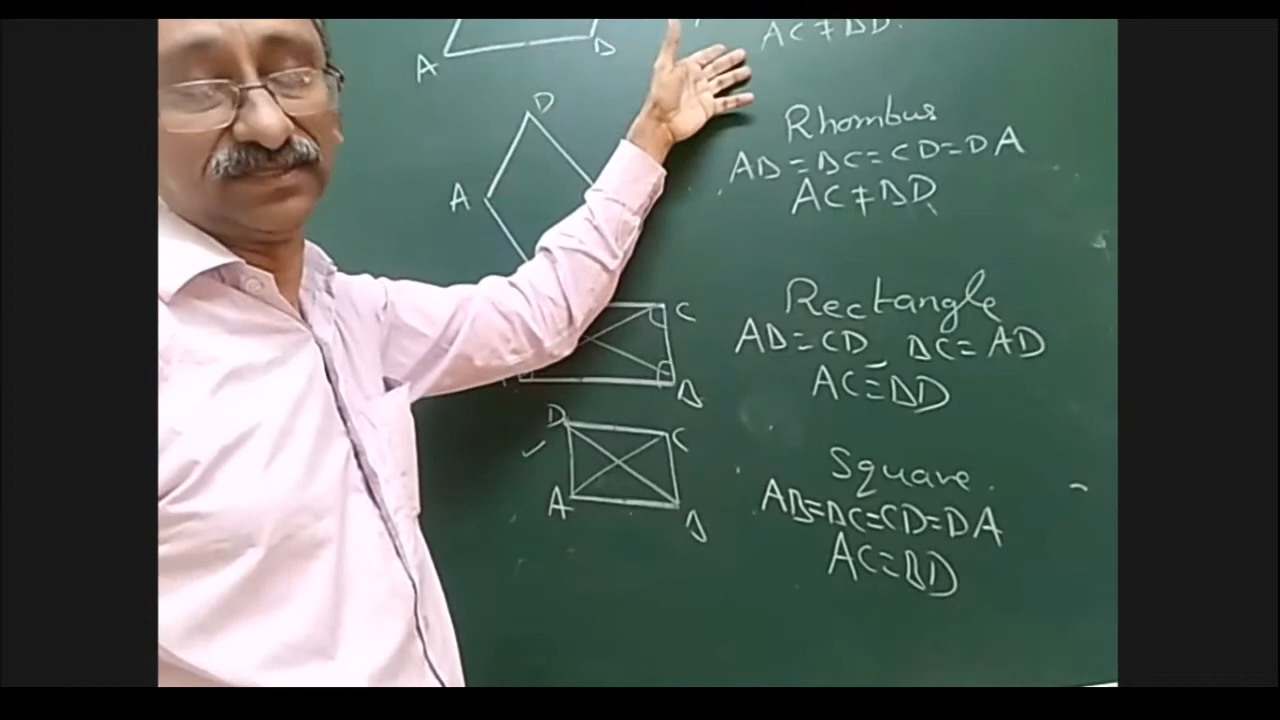 AC ≠ BD.
A
B
D
Rhombus
AB = BC = CD = DA
A
AC ≠ BD
Rectangle
C
AB = CD BC = AD
AC = BD
B
D
C
Square
A
AB = BC = CD = DA
B
AC = BD